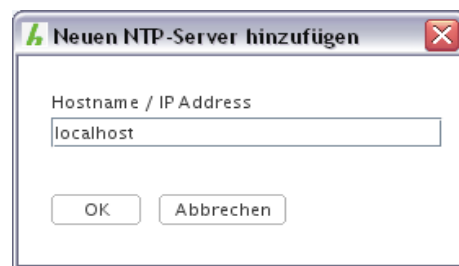 Neuen NTP-Server hinzufügen
Hostname / IP Address
localhost
OK Abbrechen